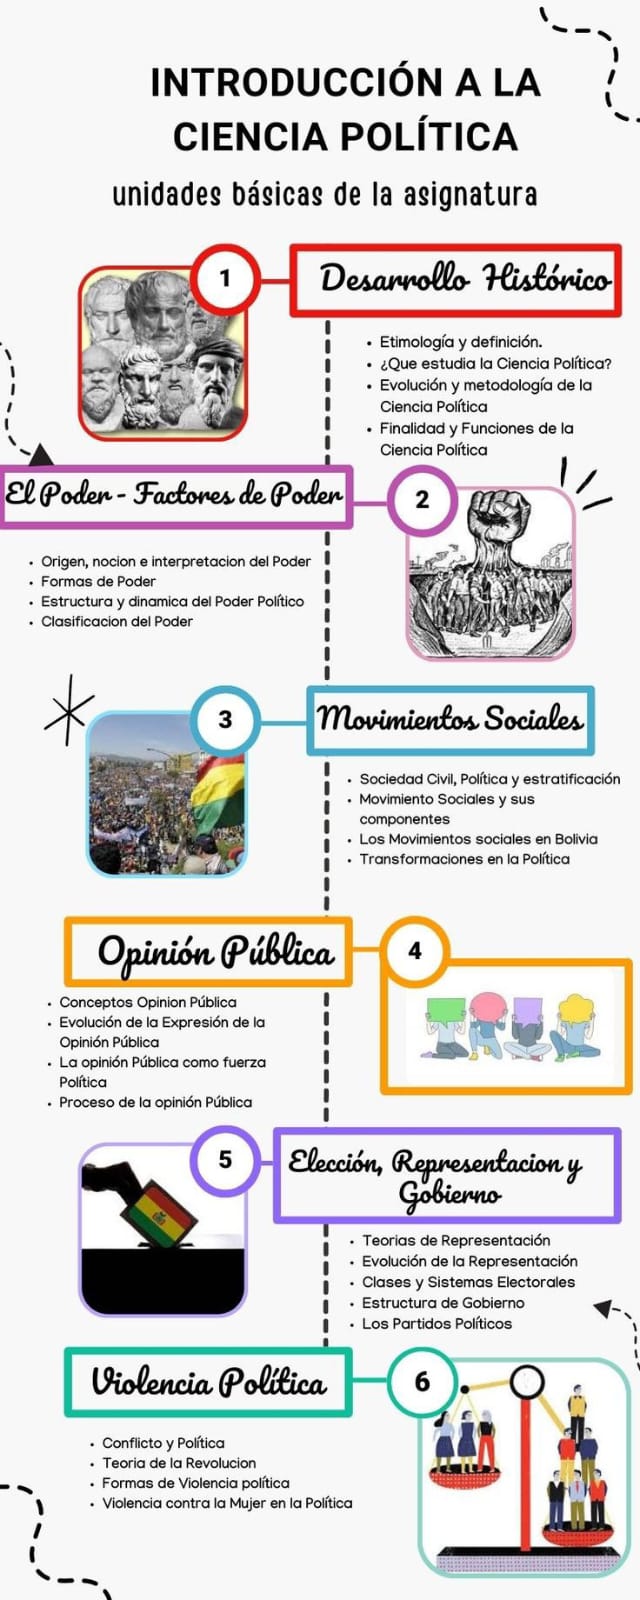 INTRODUCCIÓN A LA
CIENCIA POLÍTICA
unidades básicas de la asignatura
1
Desarrollo Histórico
• Etimología y definición.
• ¿Que estudia la Ciencia Política?
• Evolución y metodología de la
Ciencia Política
• Finalidad y Funciones de la
Ciencia Política
El Poder - Factores de Poder
2
• Origen, nocion e interpretacion del Poder
• Formas de Poder
• Estructura y dinamica del Poder Político
• Clasificacion del Poder
3
Movimientos Sociales
• Sociedad Civil, Política y estratificación
• Movimiento Sociales y sus
componentes
• Los Movimientos sociales en Bolivia
• Transformaciones en la Política
Opinión Pública
4
• Conceptos Opinion Pública
• Evolución de la Expresión de la
Opinión Pública
• La opinión Pública como fuerza
Política
• Proceso de la opinión Pública
5
Elección, Representacion y
Gobierno
• Teorias de Representación
• Evolución de la Representación
• Clases y Sistemas Electorales
• Estructura de Gobierno
• Los Partidos Políticos
Violencia Política
6
• Conflicto y Política
• Teoria de la Revolucion
• Formas de Violencia política
• Violencia contra la Mujer en la Política